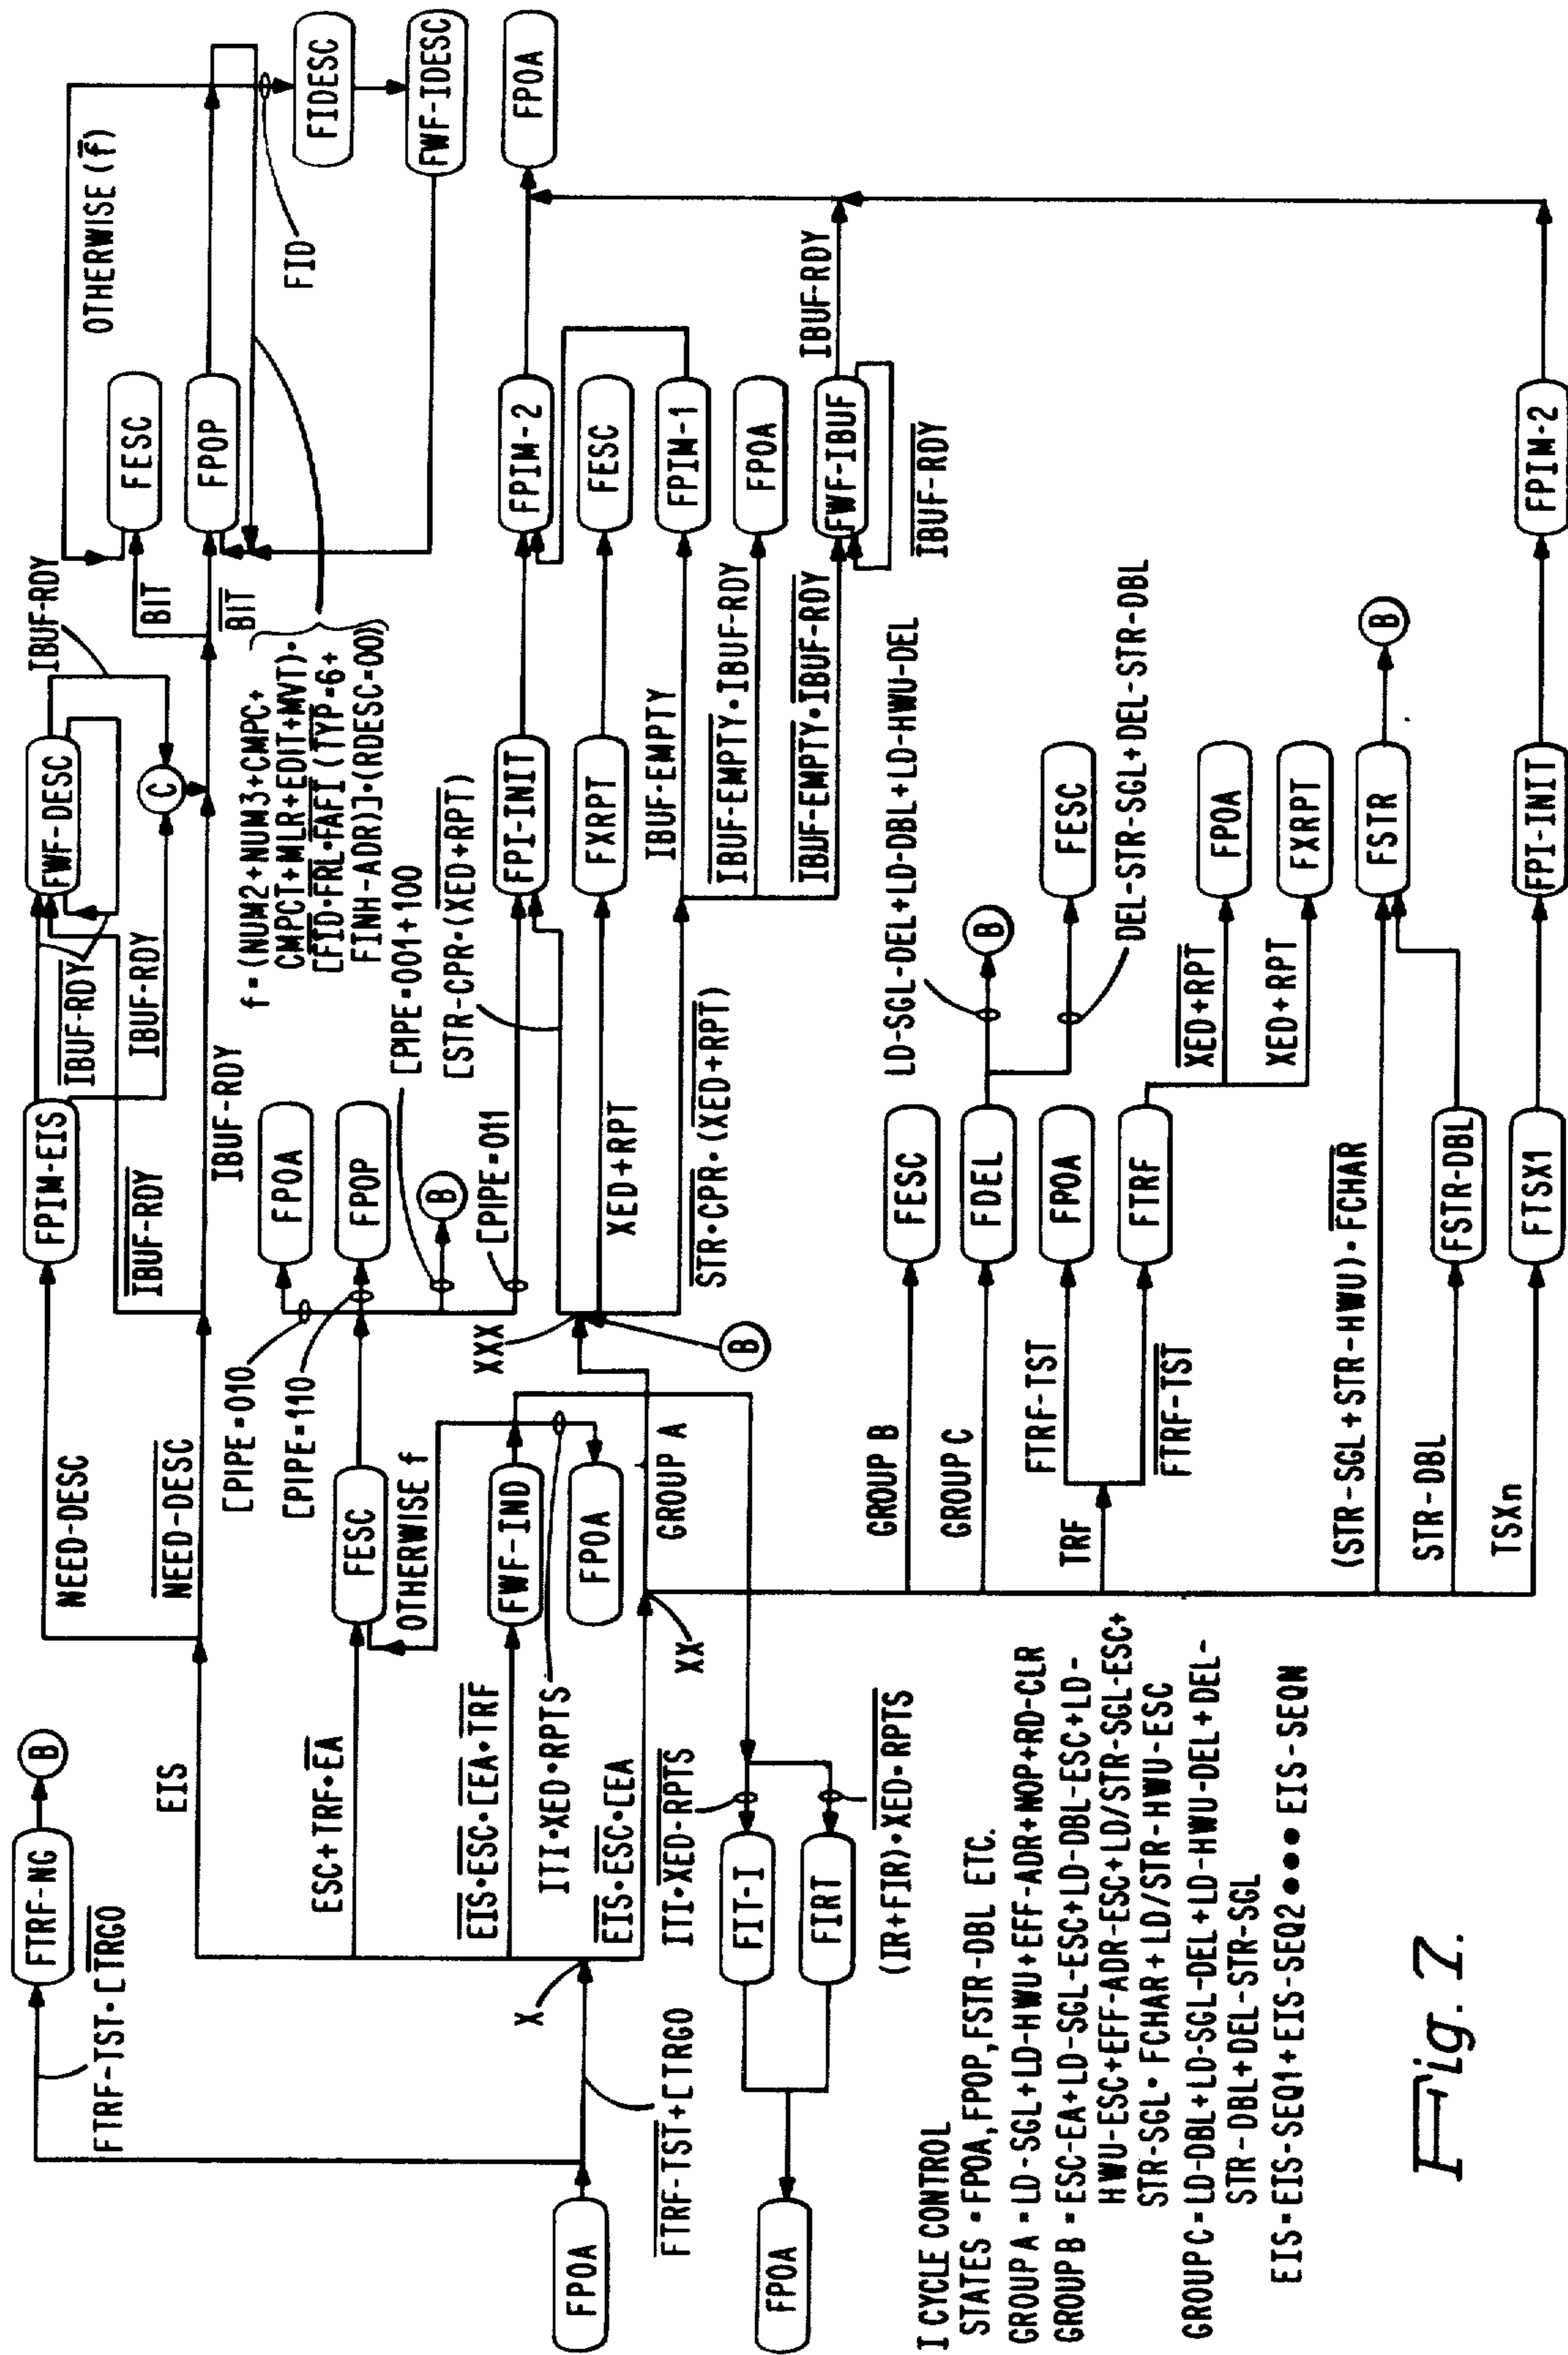 FTRF-NG
B
FTRF-TST•[TRGO
FPOA
FTRF-TST+[TRGO
X
EIS
ESC+TRF•EA
EIS•ESC•[EA•TRF
ITI•XED•RPTS
EIS•ESC•[EA
NEED-DESC
NEED-DESC
FPIM-EIS
IBUF-RDY
IBUF-RDY
IBUF-RDY
IBUF-RDY
FWF-DESC
IBUF-RDY
C
BIT
BIT
FESC
FPOP
OTHERWISE (f)
FID
FIDESC
FWF-IDESC
f=(NUM2+NUM3+CMPC+
CMPCT+MLR+EDIT+MVT)•
[FID•FRL•FAFI (TYP=6+
FINH-ADR)]•(RDESC=00)
FESC
OTHERWISE f
[PIPE=010
[PIPE=110
FPOA
FPOP
B
[PIPE=001+100
[PIPE=011
FWF-IND
FPOA
GROUP A
XX
XXX
B
[STR-CPR•(XED+RPT)
XED+RPT
STR•CPR•(XED+RPT)
FPI-INIT
FXRPT
IBUF-EMPTY
IBUF-EMPTY•IBUF-RDY
IBUF-EMPTY•IBUF-RDY
FPIM-2
FESC
FPIM-1
FPOA
FWF-IBUF
IBUF-RDY
IBUF-RDY
FPOA
ITI•XED-RPTS
(IR+FIR)•XED•RPTS
FIT-I
FIRT
FPOA
GROUP B
FESC
GROUP C
FDEL
B
LD-SGL-DEL+LD-DBL+LD-HWU-DEL
FESC
DEL-STR-SGL+DEL-STR-DBL
TRF
FTRF-TST
FTRF-TST
FPOA
FTRF
XED+RPT
XED+RPT
FPOA
FXRPT
(STR-SGL+STR-HWU)•FCHAR
FSTR
B
STR-DBL
FSTR-DBL
TSXn
FTSX1
FPI-INIT
FPIM-2
I CYCLE CONTROL
STATES = FPOA, FPOP, FSTR-DBL ETC.
GROUP A = LD-SGL+LD-HWU+EFF-ADR+NOP+RD-CLR
GROUP B = ESC-EA+LD-SGL-ESC+LD-DBL-ESC+LD-
HWU-ESC+EFF-ADR-ESC+LD/STR-SGL-ESC+
STR-SGL•FCHAR+LD/STR-HWU-ESC
GROUP C = LD-DBL+LD-SGL-DEL+LD-HWU-DEL+DEL-
STR-DBL+DEL-STR-SGL
EIS=EIS-SEQ1+EIS-SEQ2••• EIS-SEQN
Fig. 7.